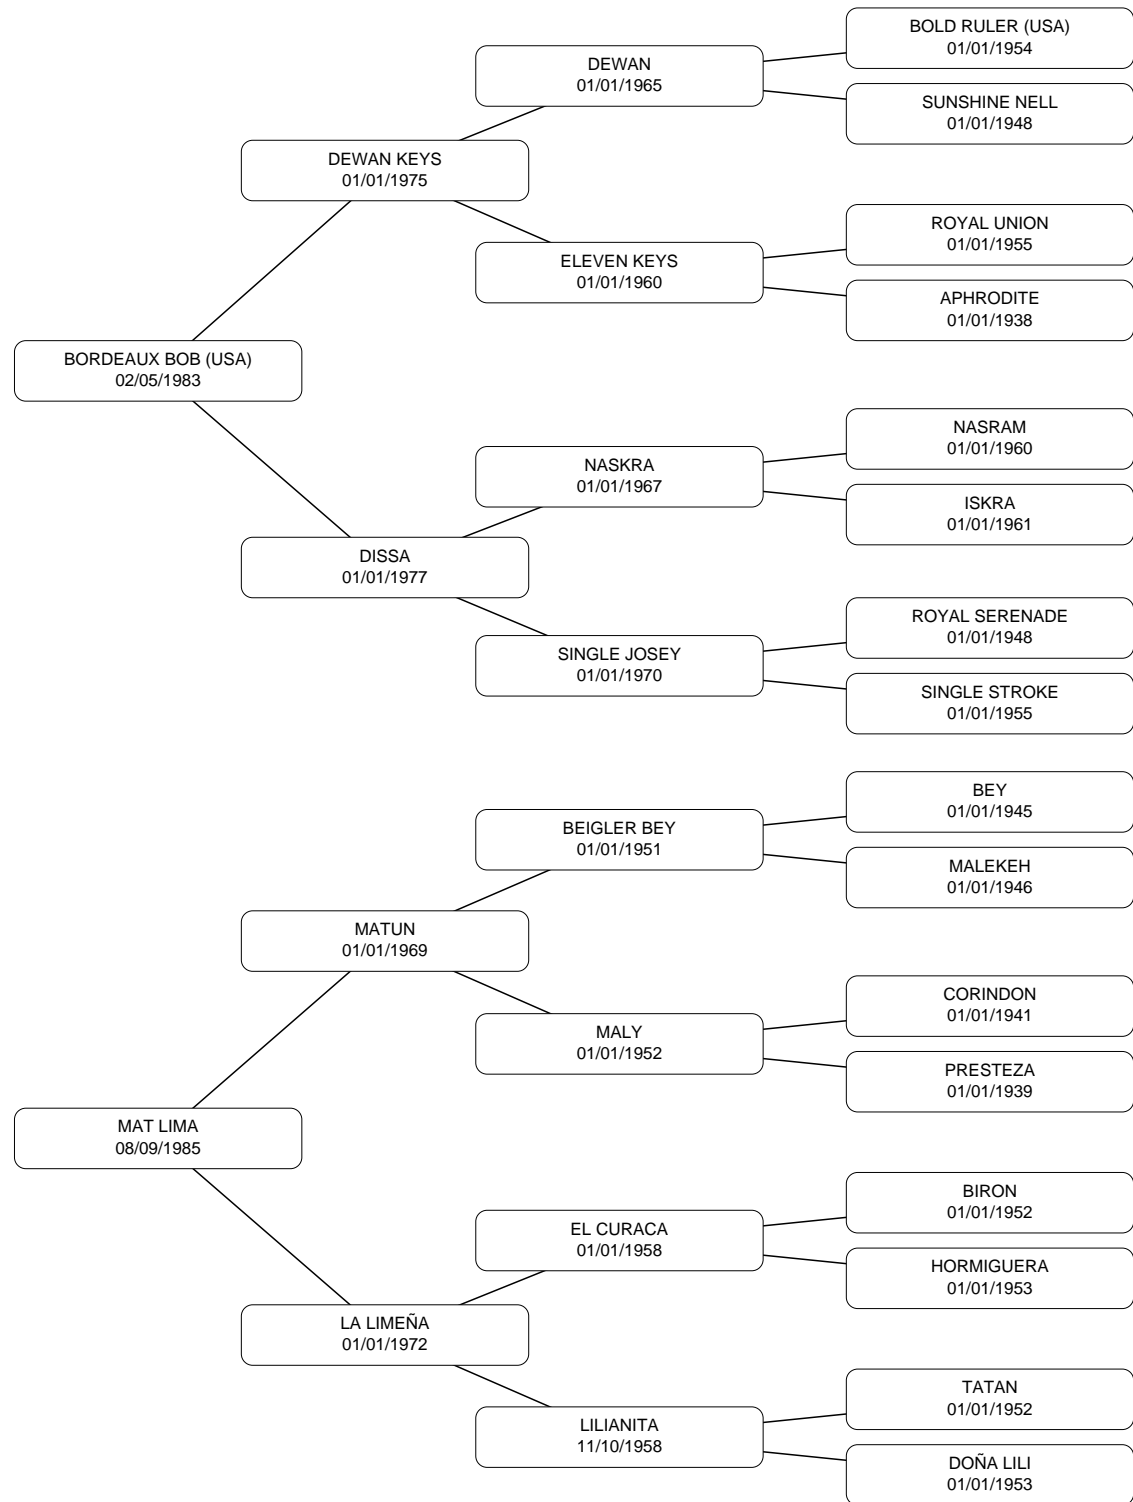 BOLD RULER (USA)
01/01/1954
DEWAN
01/01/1965
SUNSHINE NELL
01/01/1948
DEWAN KEYS
01/01/1975
ROYAL UNION
01/01/1955
ELEVEN KEYS
01/01/1960
APHRODITE
01/01/1938
BORDEAUX BOB (USA)
02/05/1983
NASRAM
01/01/1960
NASKRA
01/01/1967
ISKRA
01/01/1961
DISSA
01/01/1977
ROYAL SERENADE
01/01/1948
SINGLE JOSEY
01/01/1970
SINGLE STROKE
01/01/1955
BEY
01/01/1945
BEIGLER BEY
01/01/1951
MALEKEH
01/01/1946
MATUN
01/01/1969
CORINDON
01/01/1941
MALY
01/01/1952
PRESTEZA
01/01/1939
MAT LIMA
08/09/1985
BIRON
01/01/1952
EL CURACA
01/01/1958
HORMIGUERA
01/01/1953
LA LIMEÑA
01/01/1972
TATAN
01/01/1952
LILIANITA
11/10/1958
DOÑA LILI
01/01/1953